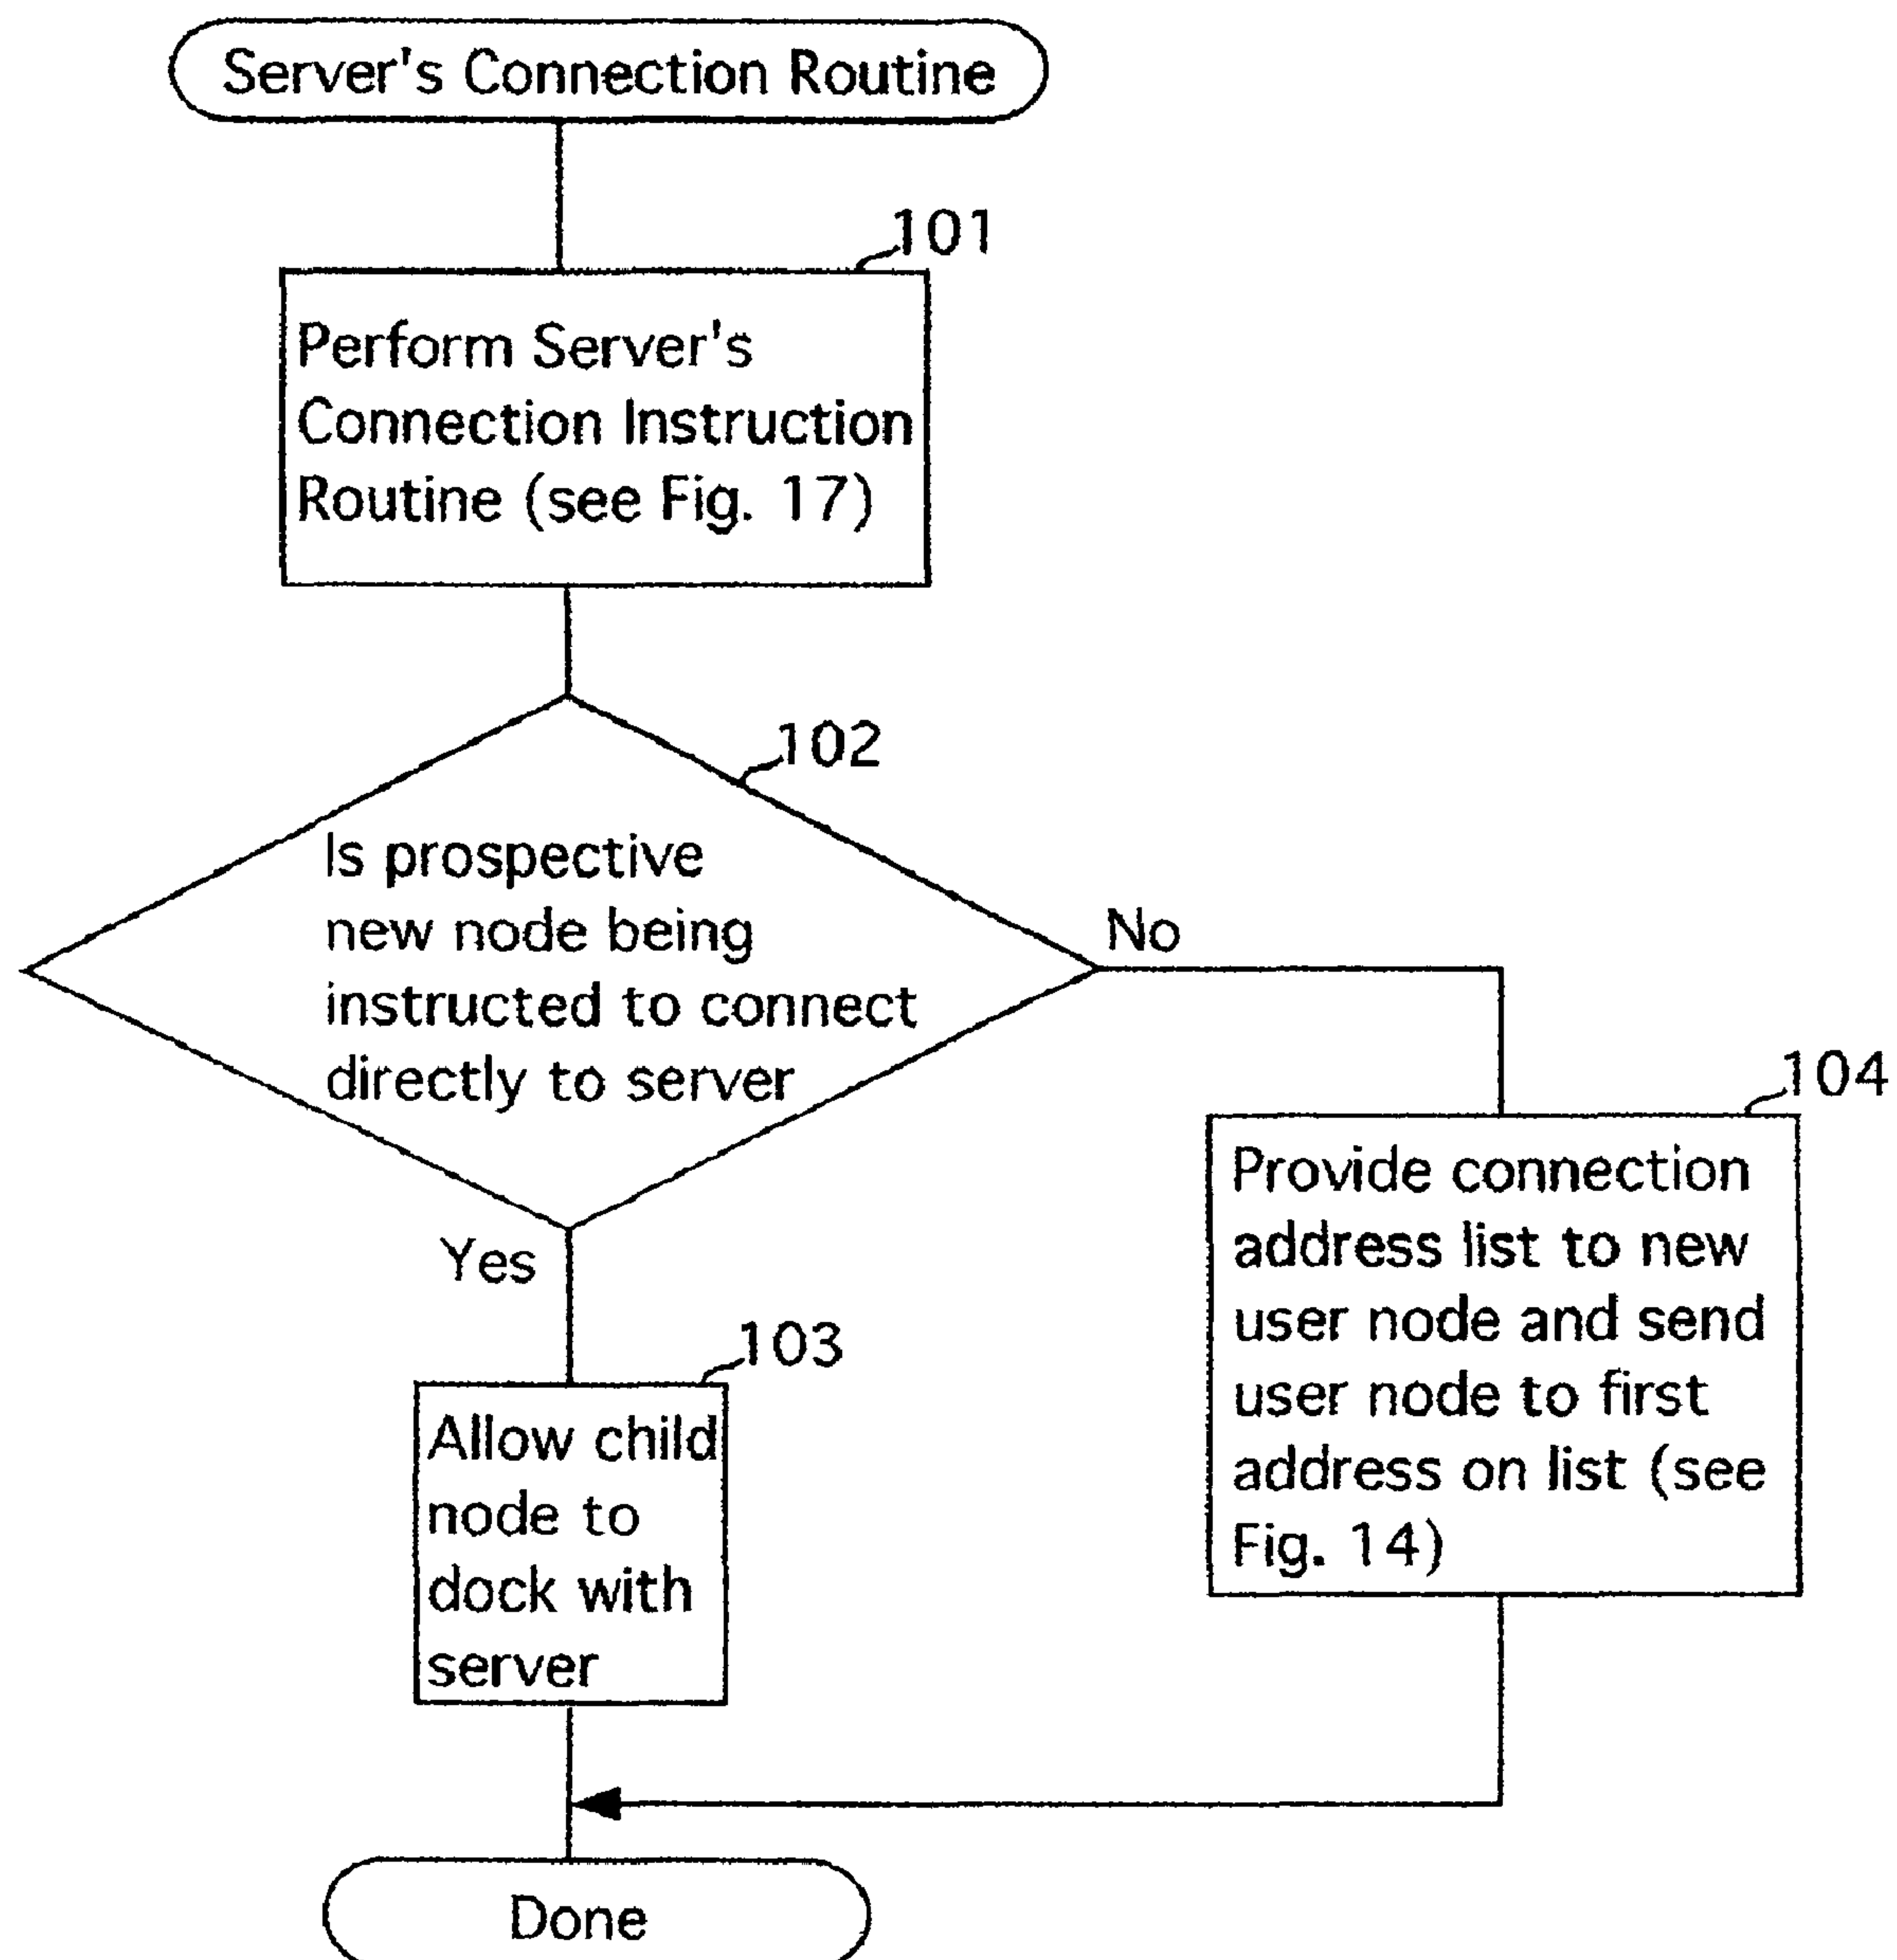 Server's Connection Routine
101
Perform Server's
Connection Instruction
Routine (see Fig. 17)
102
Is prospective
new node being
instructed to connect
directly to server
No
Yes
103
Allow child
node to
dock with
server
104
Provide connection
address list to new
user node and send
user node to first
address on list (see
Fig. 14)
Done